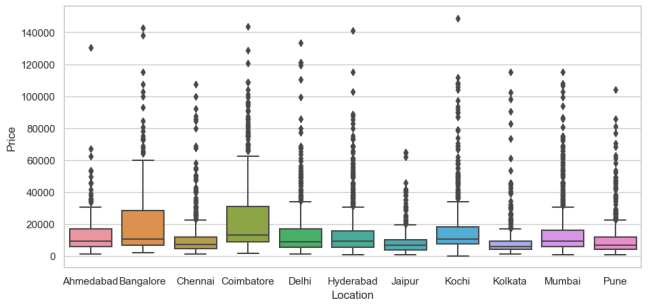 140000
120000
100000
80000
60000
40000
20000
0
Price
Ahmedabad Bangalore Chennai Coimbatore Delhi Hyderabad Jaipur Kochi Kolkata Mumbai Pune
Location